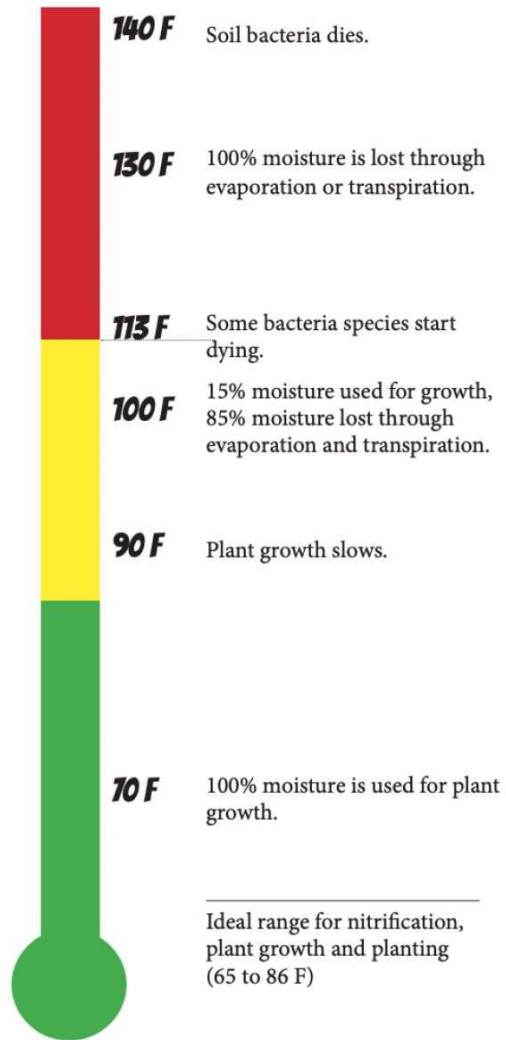 140 F
Soil bacteria dies.
130 F
100% moisture is lost through
evaporation or transpiration.
113 F
Some bacteria species start
dying.
100 F
15% moisture used for growth,
85% moisture lost through
evaporation and transpiration.
90 F
Plant growth slows.
70 F
100% moisture is used for plant
growth.
Ideal range for nitrification,
plant growth and planting
(65 to 86 F)